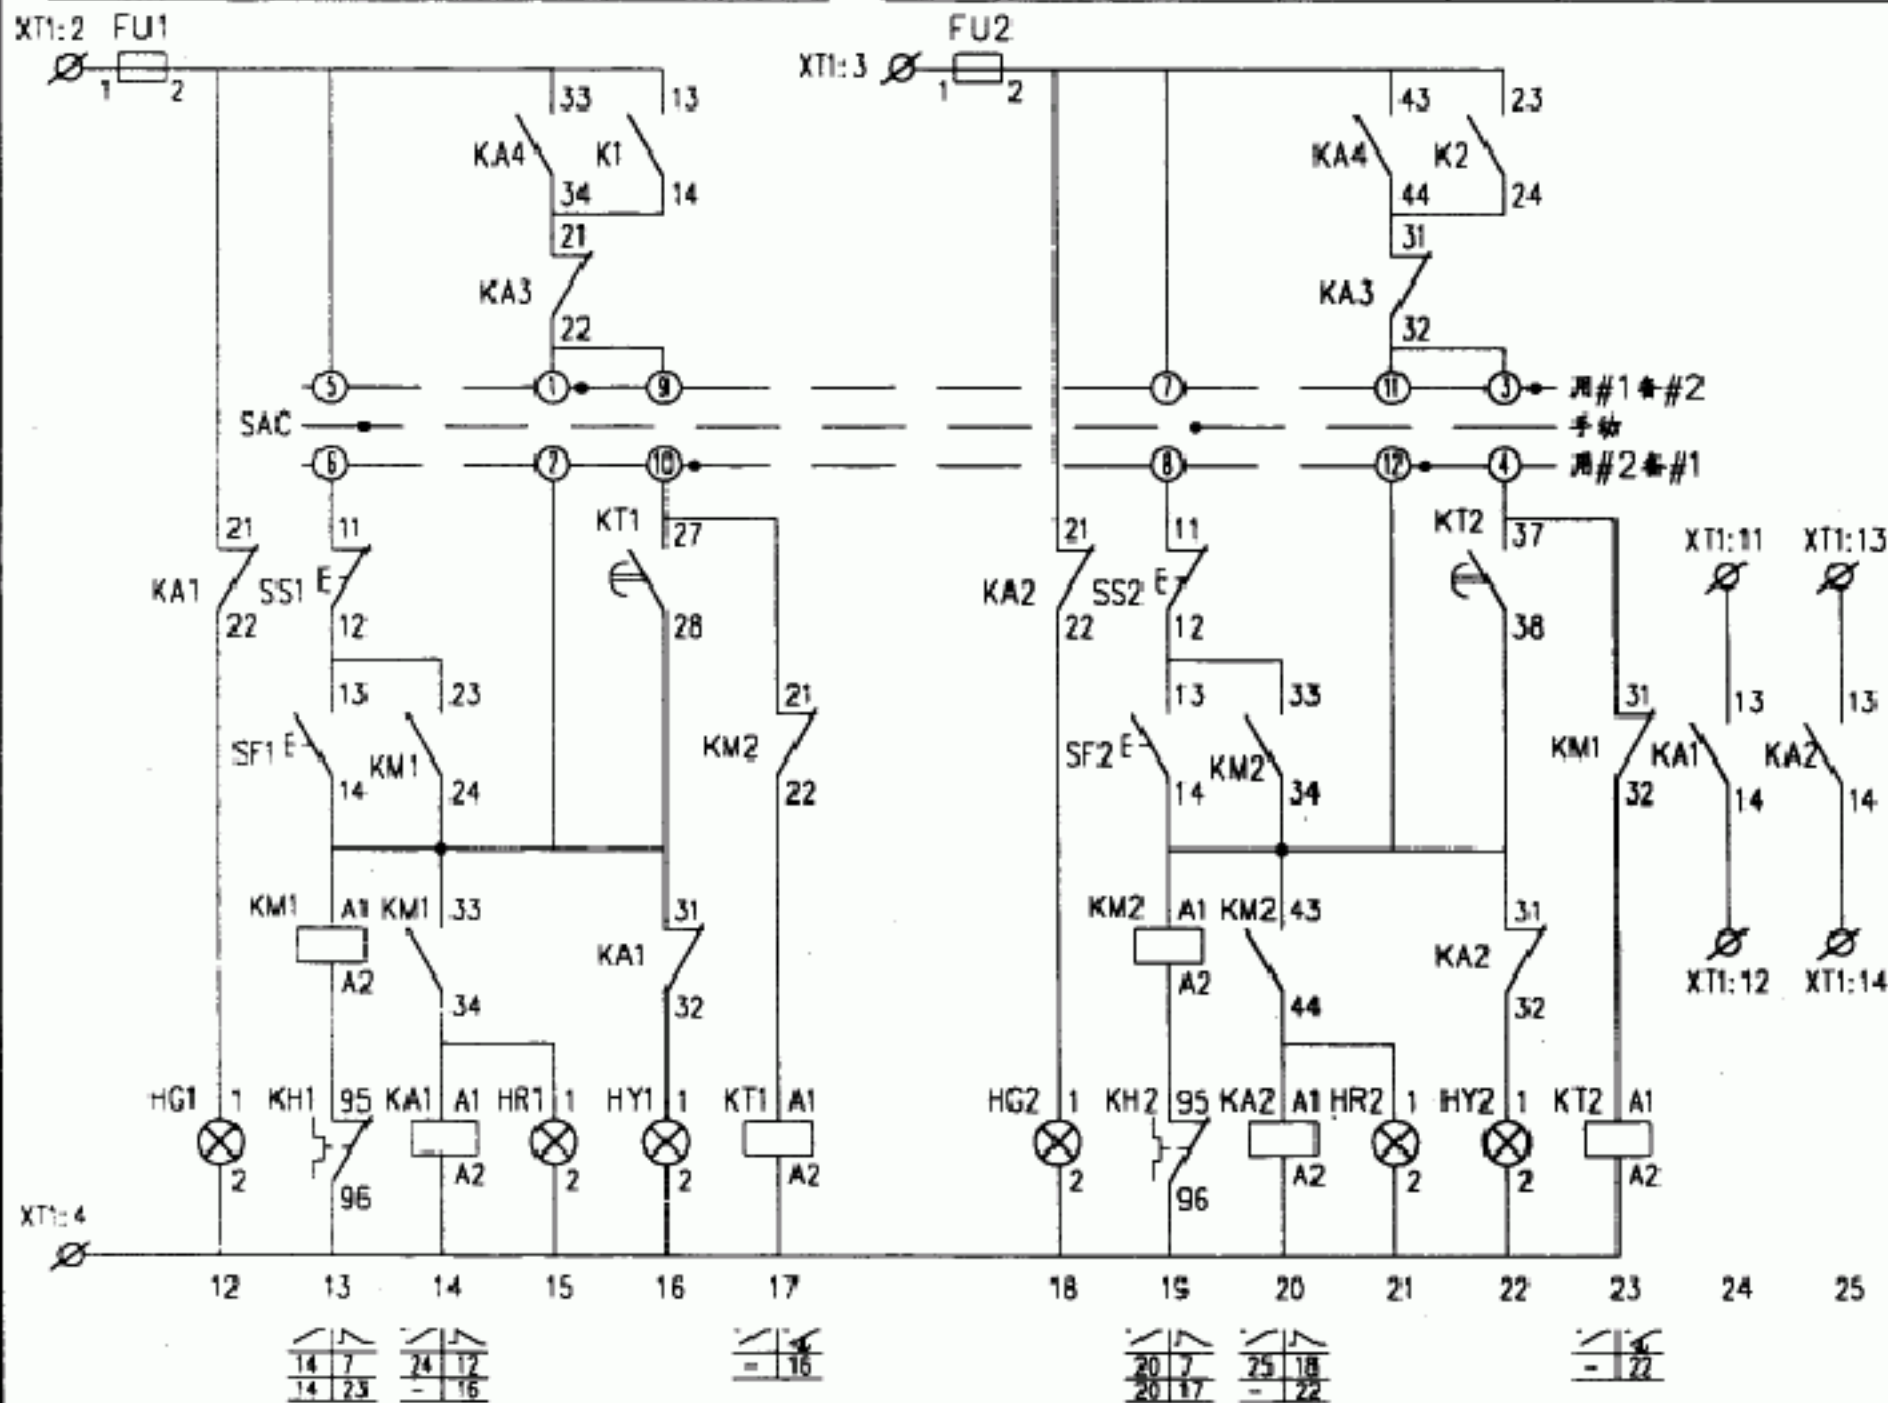 FU1 FU2
XT1:2 XT1:3
1 2 1 2
33 13 43 23
KA4 K1 KA4 K2
34 14 44 24
21 31
KA3 KA3
22 32
5 1 9 7 11 3 用#1备#2
SAC 手动
6 2 10 8 12 4 用#2备#1
21 11 KT1 27 21 11 KT2 37 XT1:11 XT1:13
KA1 SS1 E KA2 SS2 E
22 12 28 22 12 38
13 23 21 13 33 31 13 13
SF1 E KM1 KM2 SF2 E KM2 KM1 KA1 KA2
14 24 22 14 34 32 14 14
KM1 A1 KM1 33 31 KM2 A1 KM2 43 31
KA1 KA2
A2 34 32 A2 44 32 XT1:12 XT1:14
HG1 1 KH1 95 KA1 A1 HR1 1 HY1 1 KT1 A1 HG2 1 KH2 95 KA2 A1 HR2 1 HY2 1 KT2 A1
2 96 A2 2 2 A2 2 96 A2 2 2 A2
XT1:4
12 13 14 15 16 17 18 19 20 21 22 23 24 25
14 7 24 12 - 16 20 7 25 18 - 22
14 23 - 16 20 17 - 22